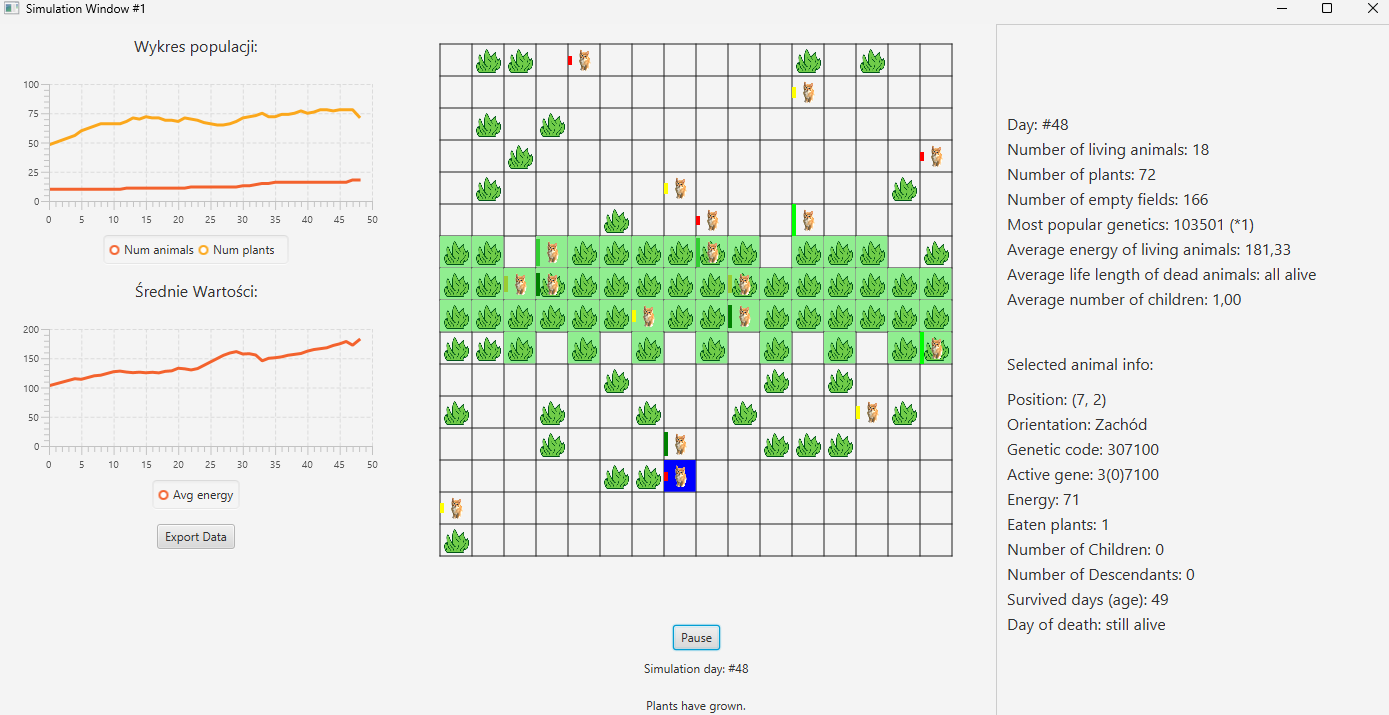 Simulation Window #1
Wykres populacji:
100
75
50
25
0
0 5 10 15 20 25 30 35 40 45 50
Num animals Num plants
Średnie Wartości:
200
150
100
50
0
0 5 10 15 20 25 30 35 40 45 50
Avg energy
Export Data
Pause
Simulation day: #48
Plants have grown.
Day: #48
Number of living animals: 18
Number of plants: 72
Number of empty fields: 166
Most popular genetics: 103501 (*1)
Average energy of living animals: 181,33
Average life length of dead animals: all alive
Average number of children: 1,00
Selected animal info:
Position: (7, 2)
Orientation: Zachód
Genetic code: 307100
Active gene: 3(0)7100
Energy: 71
Eaten plants: 1
Number of Children: 0
Number of Descendants: 0
Survived days (age): 49
Day of death: still alive